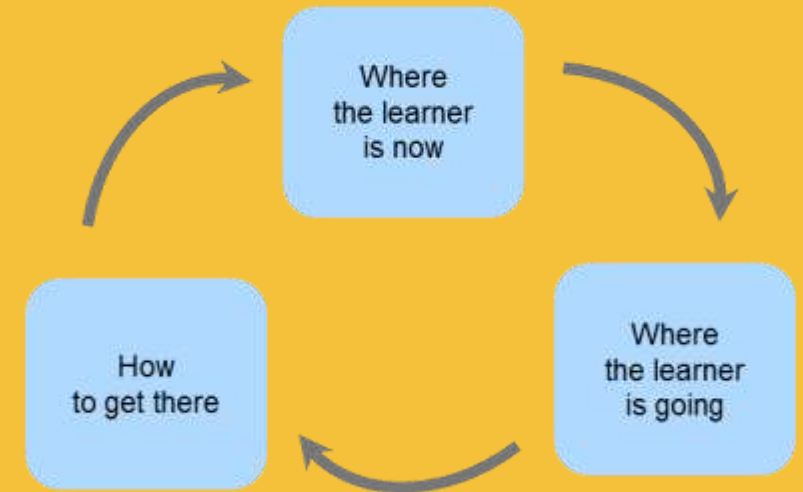 Where
the learner
is now
Where
the learner
is going
How
to get there